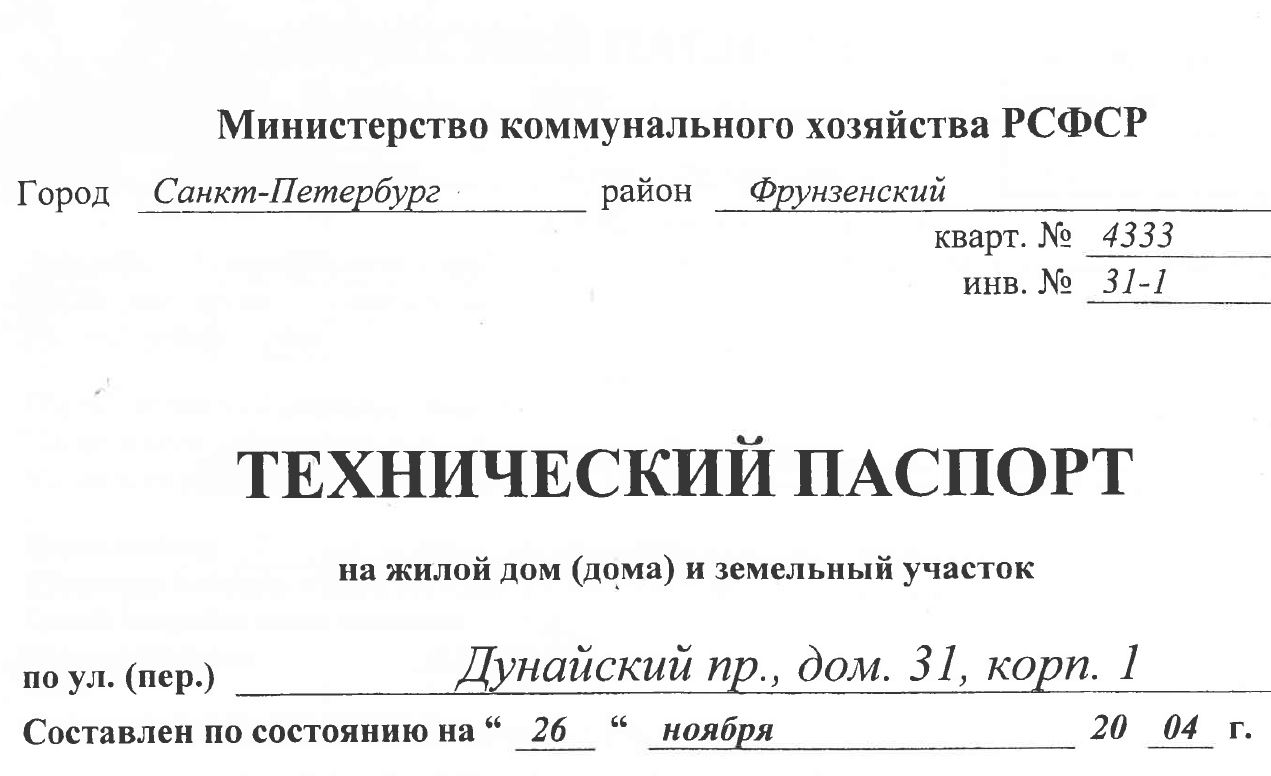 Министерство коммунального хозяйства РСФСР
Город Санкт-Петербург район Фрунзенский
кварт. № 4333
инв. № 31-1
ТЕХНИЧЕСКИЙ ПАСПОРТ
на жилой дом (дома) и земельный участок
по ул. (пер.) Дунайский пр., дом. 31, корп. 1
Составлен по состоянию на “ 26 “ ноября 20 04 г.